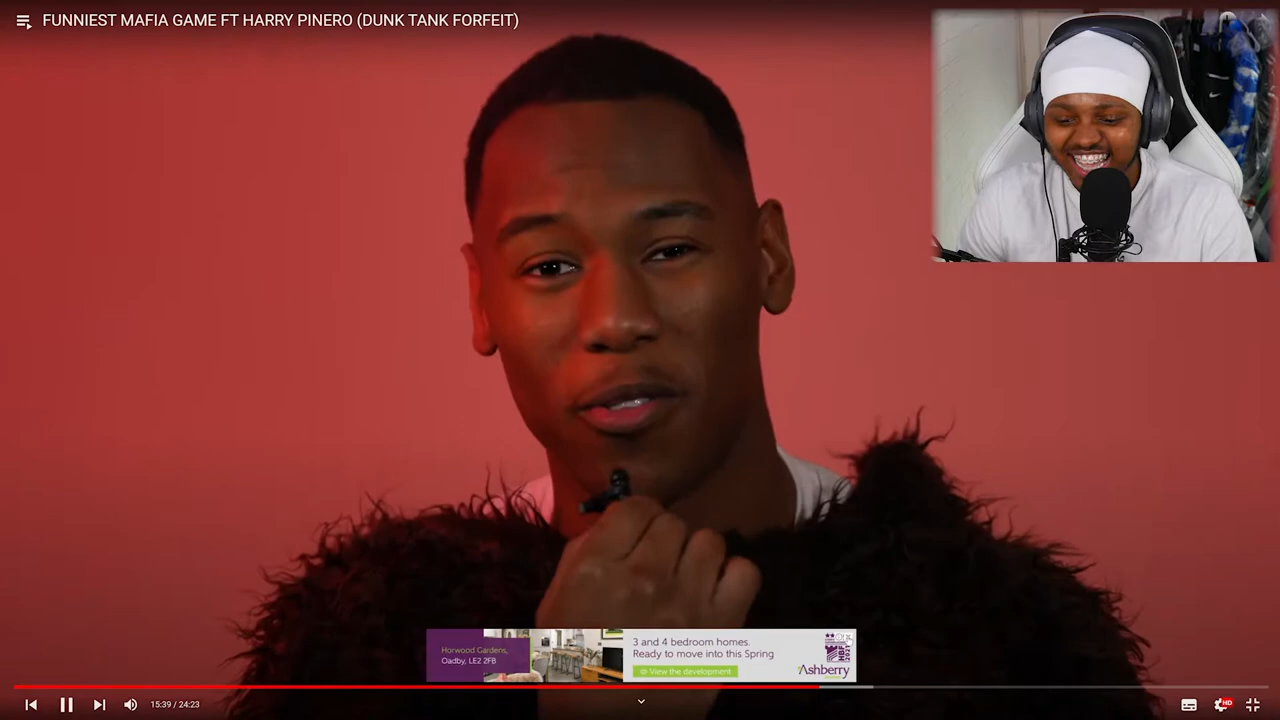 FUNNIEST MAFIA GAME FT HARRY PINERO (DUNK TANK FORFEIT)
Horwood Gardens,
Oadby, LE2 2FB
3 and 4 bedroom homes.
Ready to move into this Spring
View the development
Ashberry
15:39 / 24:23
HD